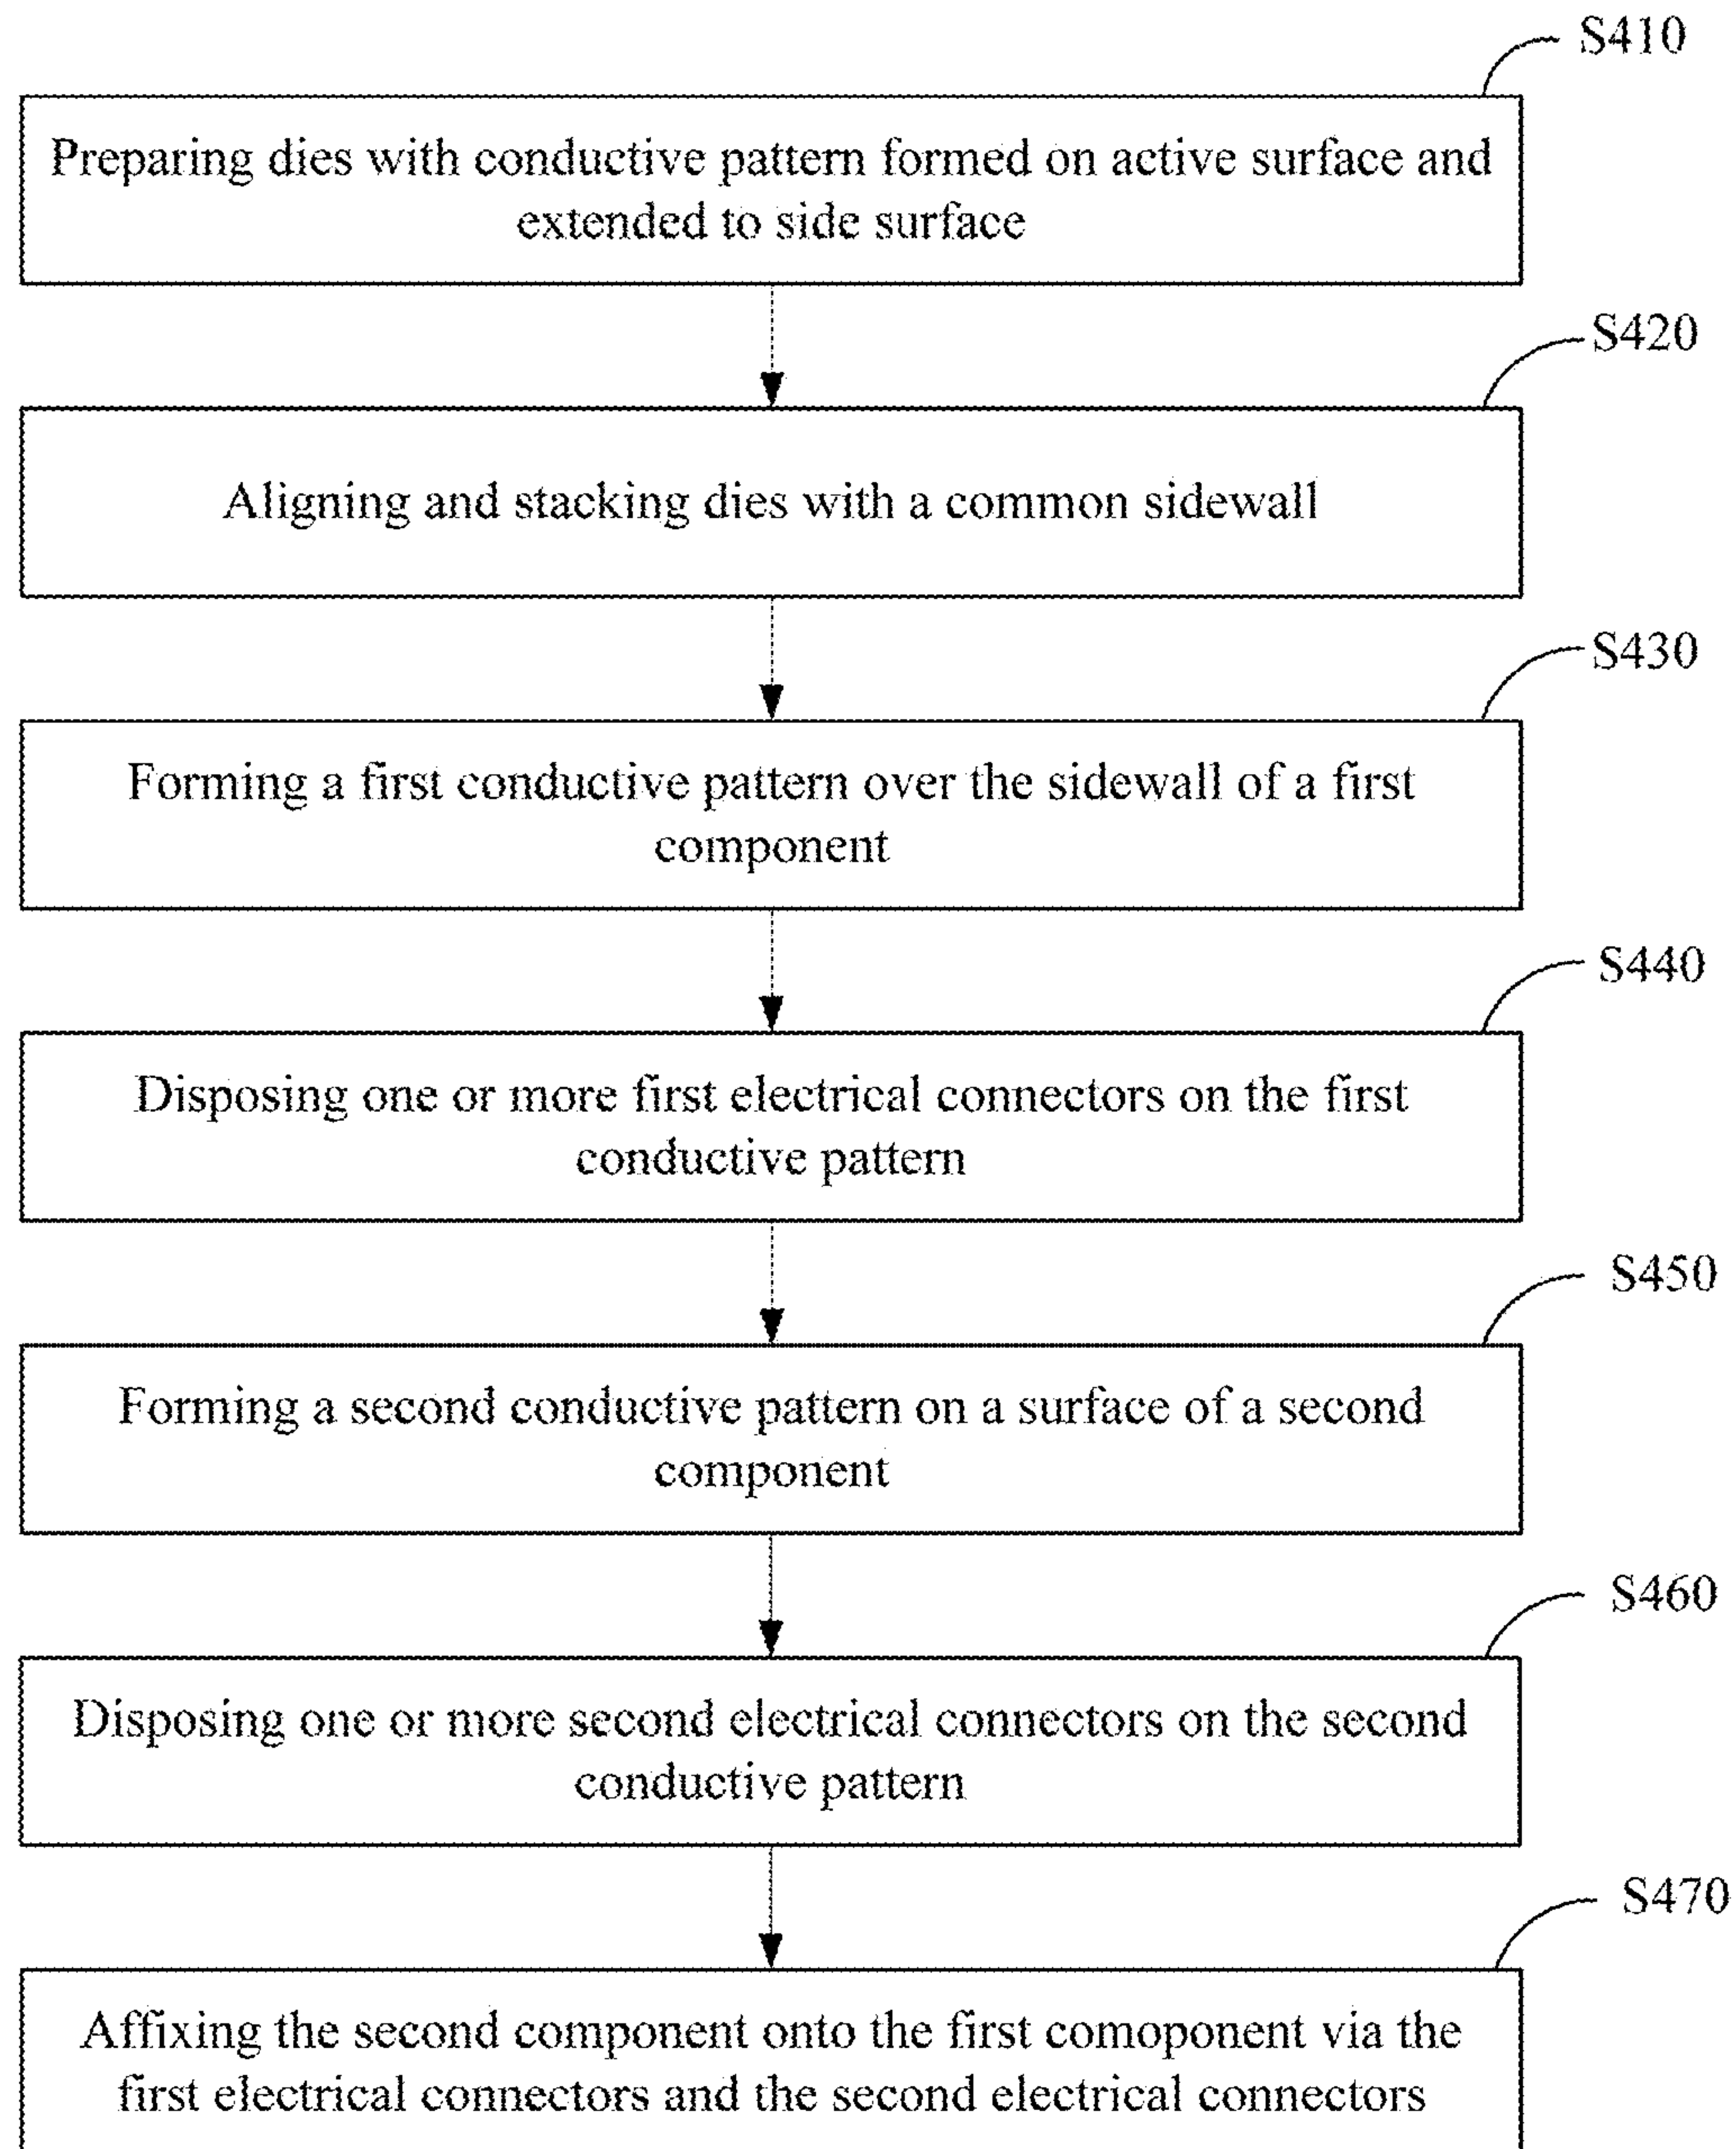 S410
Preparing dies with conductive pattern formed on active surface and
extended to side surface
S420
Aligning and stacking dies with a common sidewall
S430
Forming a first conductive pattern over the sidewall of a first
component
S440
Disposing one or more first electrical connectors on the first
conductive pattern
S450
Forming a second conductive pattern on a surface of a second
component
S460
Disposing one or more second electrical connectors on the second
conductive pattern
S470
Affixing the second component onto the first comoponent via the
first electrical connectors and the second electrical connectors